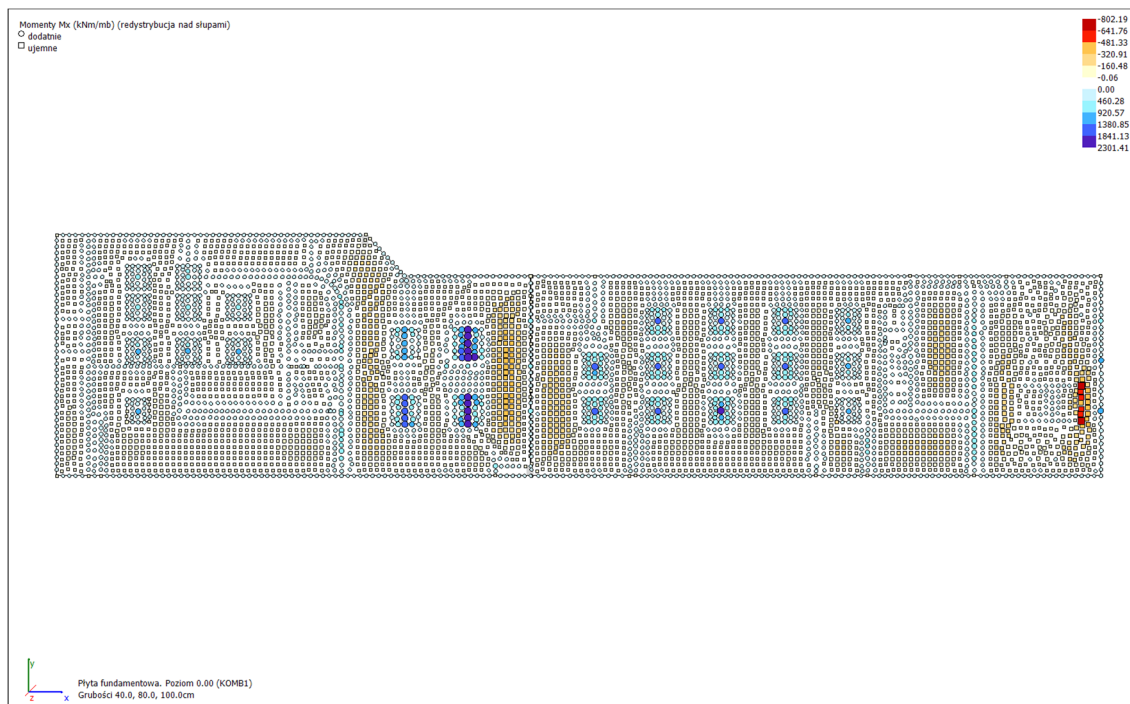 Momenty Mx (kNm/mb) (redystrybucja nad słupami)
dodatnie
ujemne
-802.19
-641.76
-481.33
-320.91
-160.48
-0.06
0.00
460.28
920.57
1380.85
1841.13
2301.41
y
z
x
Płyta fundamentowa. Poziom 0.00 (KOMB1)
Grubości 40.0, 80.0, 100.0cm